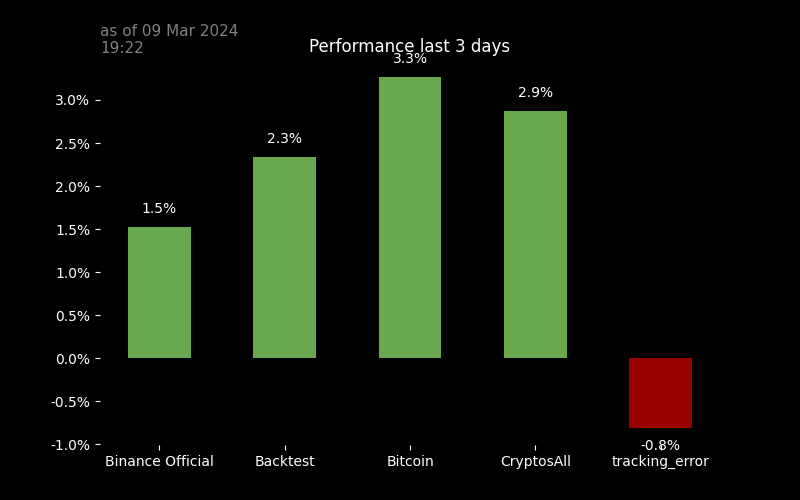 as of 09 Mar 2024
19:22
Performance last 3 days
3.3%
3.0%
2.9%
2.5%
2.3%
2.0%
1.5%
1.5%
1.0%
0.5%
0.0%
-0.5%
-1.0%
-0.8%
Binance Official
Backtest
Bitcoin
CryptosAll
tracking_error